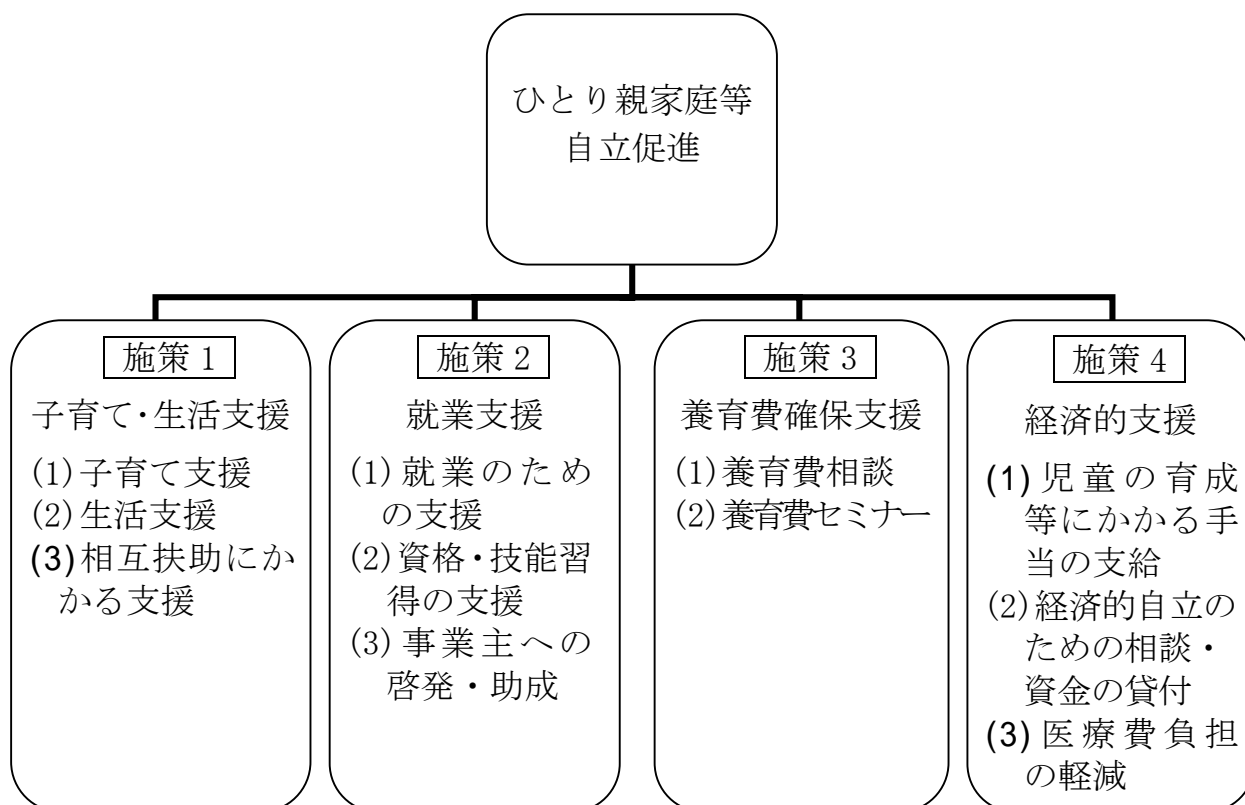 ひとり親家庭等
自立促進
施策1
子育て・生活支援
(1)子育て支援
(2)生活支援
(3)相互扶助にか
かる支援
施策2
就業支援
(1)就業のため
の支援
(2)資格・技能習
得の支援
(3)事業主への
啓発・助成
施策3
養育費確保支援
(1)養育費相談
(2)養育費セミナー
施策4
経済的支援
(1)児童の育成
等にかかる手
当の支給
(2)経済的自立の
ための相談・
資金の貸付
(3)医療費負担
の軽減